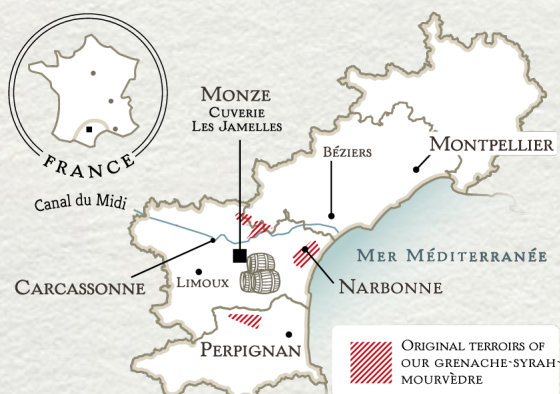 FRANCE
Canal du Midi
MONZE
CUVERIE
LES JAMELLES
BÉZIERS
MONTPELLIER
MER MÉDITERRANÉE
CARCASSONNE
LIMOUX
NARBONNE
PERPIGNAN
ORIGINAL TERROIRS OF
OUR GRENACHE-SYRAH-
MOURVÈDRE